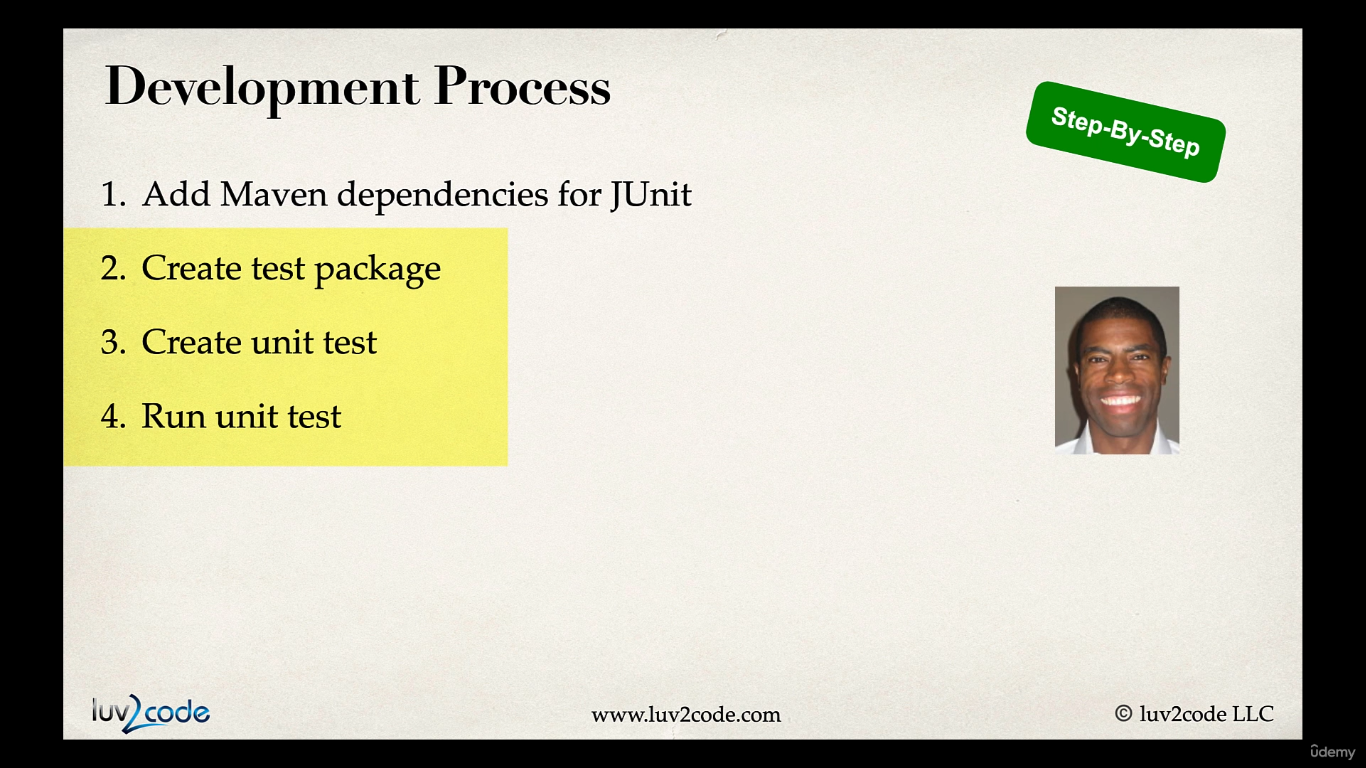 Development Process
Step-By-Step
1. Add Maven dependencies for JUnit
2. Create test package
3. Create unit test
4. Run unit test
luv2code
www.luv2code.com
© luv2code LLC
ûdemy